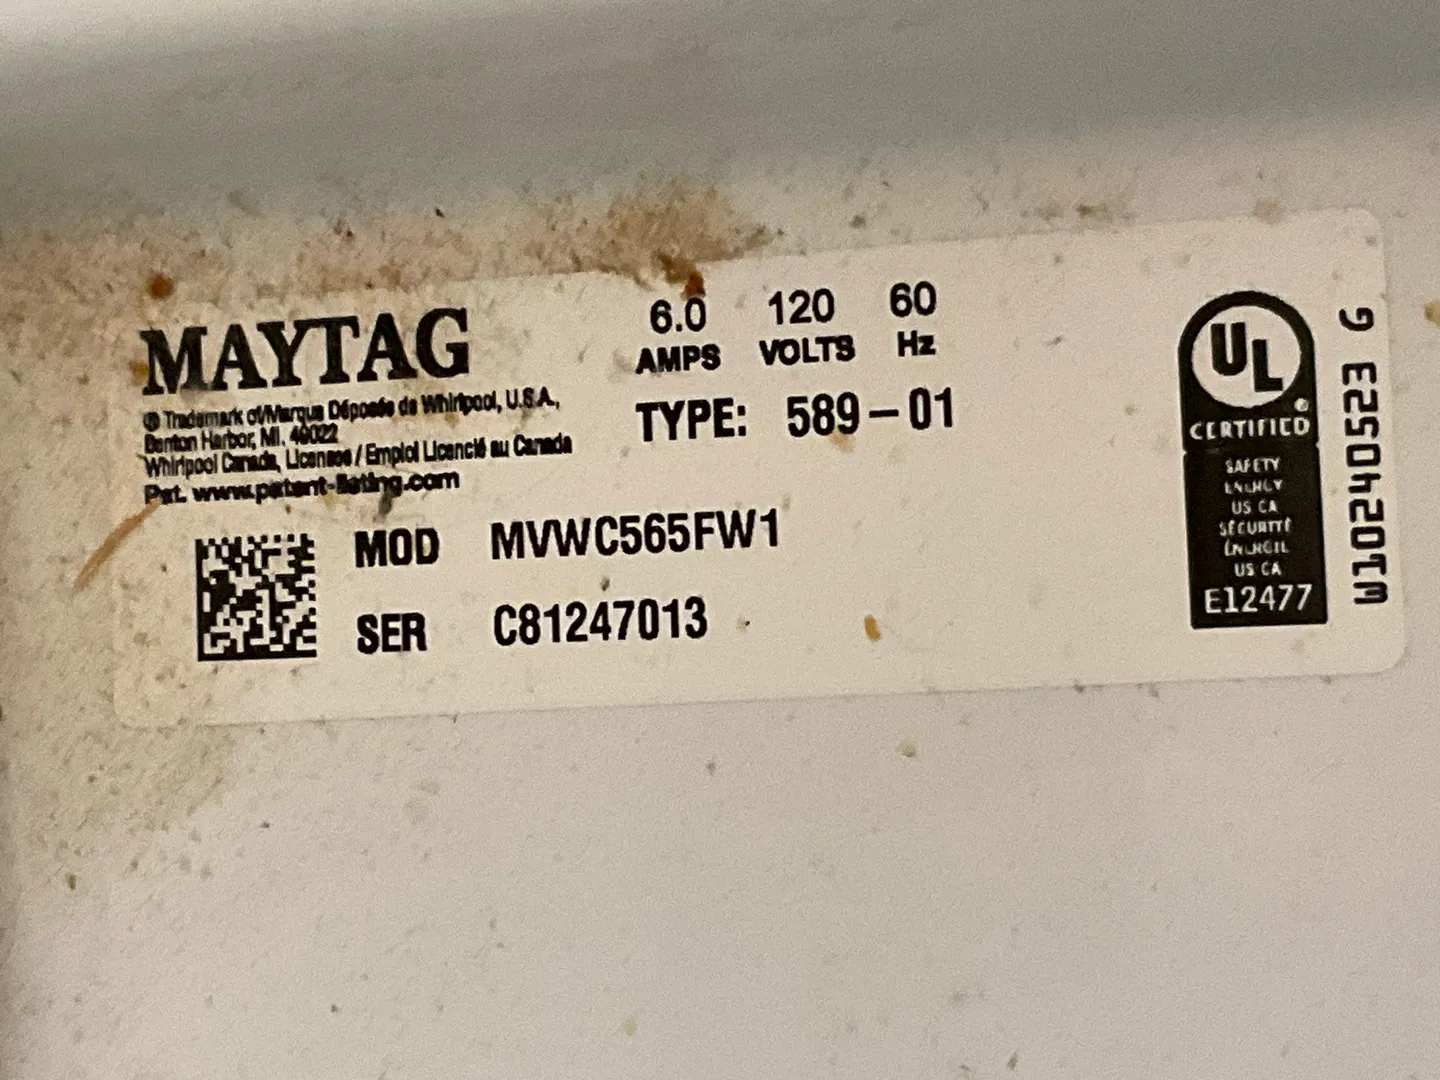 MAYTAG
® Trademark of/Marque Déposée de Whirlpool, U.S.A.,
Benton Harbor, MI. 49022
Whirlpool Canada, Licensee / Emploi Licencié au Canada
Pat. www.patent-listing.com
6.0 120 60
AMPS VOLTS Hz
TYPE: 589-01
MOD MVWC565FW1
SER C81247013
UL
®
CERTIFIED
SAFETY
ENERGY
US CA
SÉCURITÉ
ÉNERGIE
US CA
E12477
W10240523 G